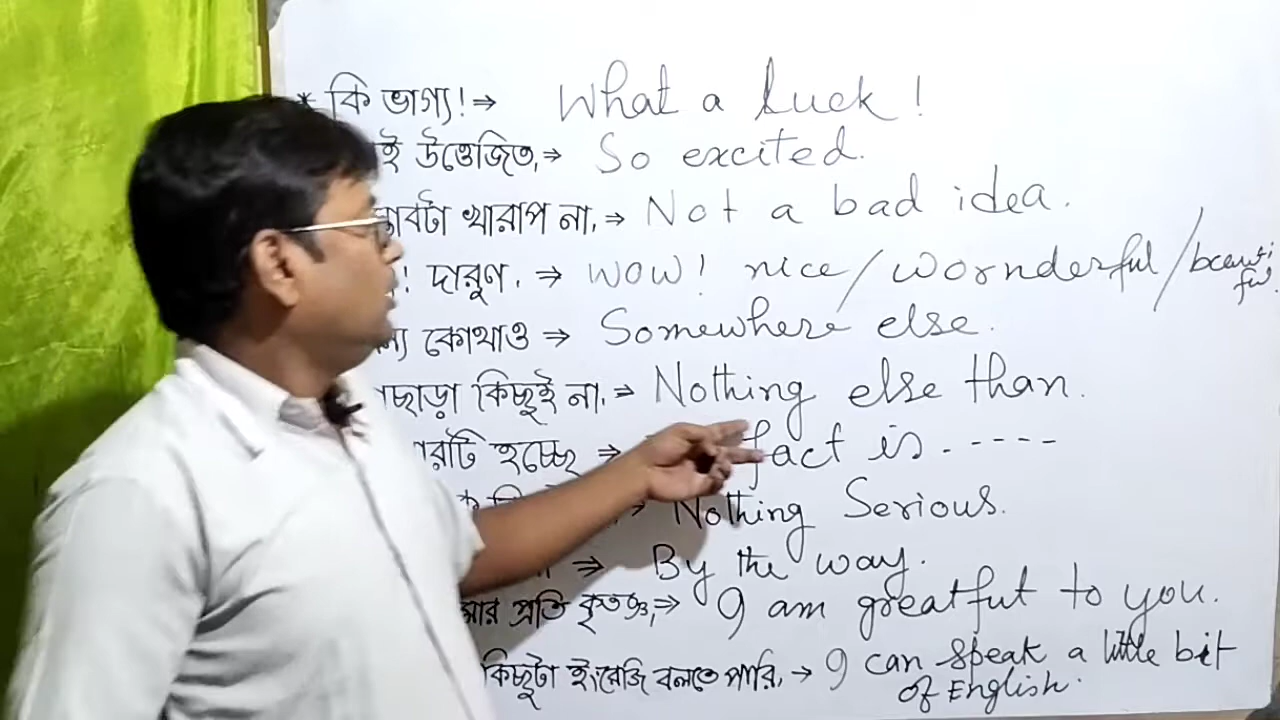 * কি ভাগ্য! ⇒ What a luck !
ই উত্তেজিত, ⇒ So excited.
খারাপ না, ⇒ Not a bad idea.
! দারুণ. ⇒ wow! nice/wornderful/beautiful.
কোথাও ⇒ Somewhere else.
কিছুই না, ⇒ Nothing else than.
হচ্ছে ⇒ fact is. ----
Nothing Serious.
⇒ By the way.
প্রতি কৃতজ্ঞ, ⇒ I am greatful to you.
কিছুটা ইংরেজি বলতে পারি, → I can speak a little bit
of English.